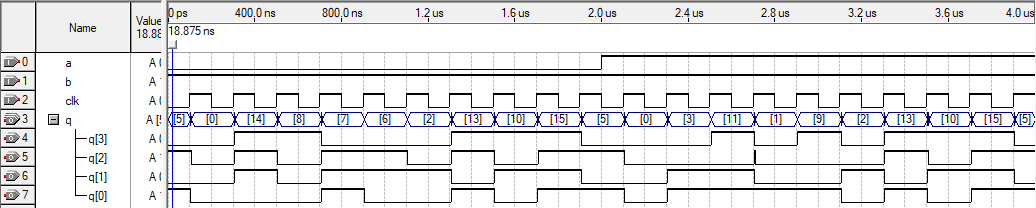 Name Value 18.88 0 ps 400.0 ns 800.0 ns 1.2 us 1.6 us 2.0 us 2.4 us 2.8 us 3.2 us 3.6 us 4.0 us
18.875 ns
0 a A
1 b A
2 clk A
3 q A [5] [5] [0] [14] [8] [7] [6] [2] [13] [10] [15] [5] [0] [3] [11] [1] [9] [2] [13] [10] [15] [5]
4 q[3] A
5 q[2] A
6 q[1] A
7 q[0] A